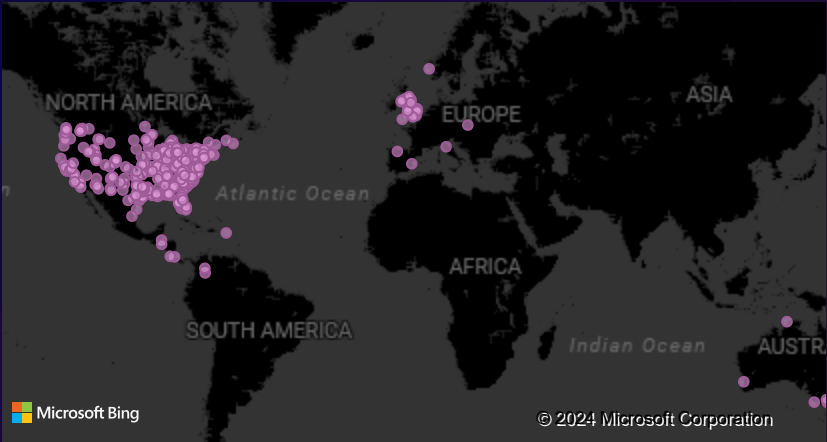 NORTH AMERICA
ASIA
EUROPE
Atlantic Ocean
AFRICA
SOUTH AMERICA
Indian Ocean
AUSTRA
Microsoft Bing
© 2024 Microsoft Corporation